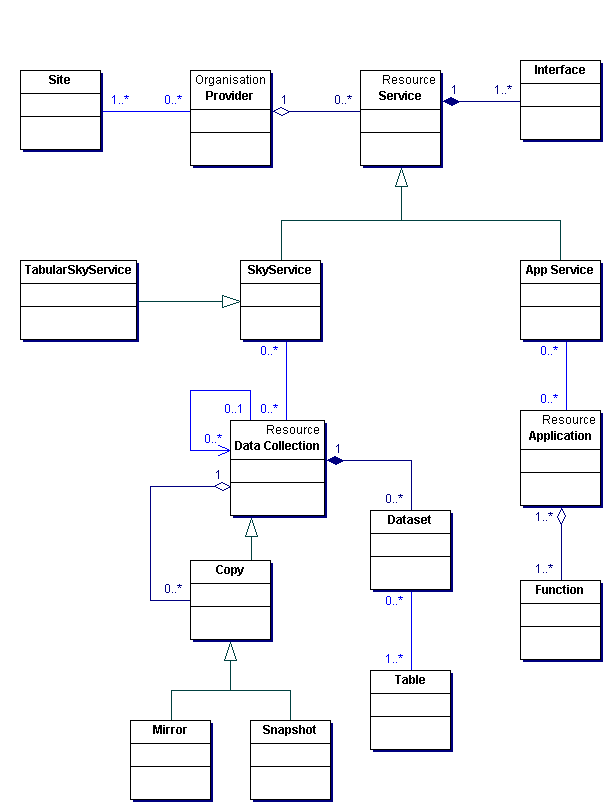 Interface
Site
Organisation
Provider
Resource
Service
1..*
0..*
1
0..*
1
1..*
TabularSkyService
SkyService
App Service
0..*
0..*
0..1
0..*
0..*
0..*
Resource
Data Collection
Resource
Application
1
1
0..*
0..*
Dataset
1..*
Copy
0..*
1..*
Function
0..*
1..*
Table
Mirror
Snapshot